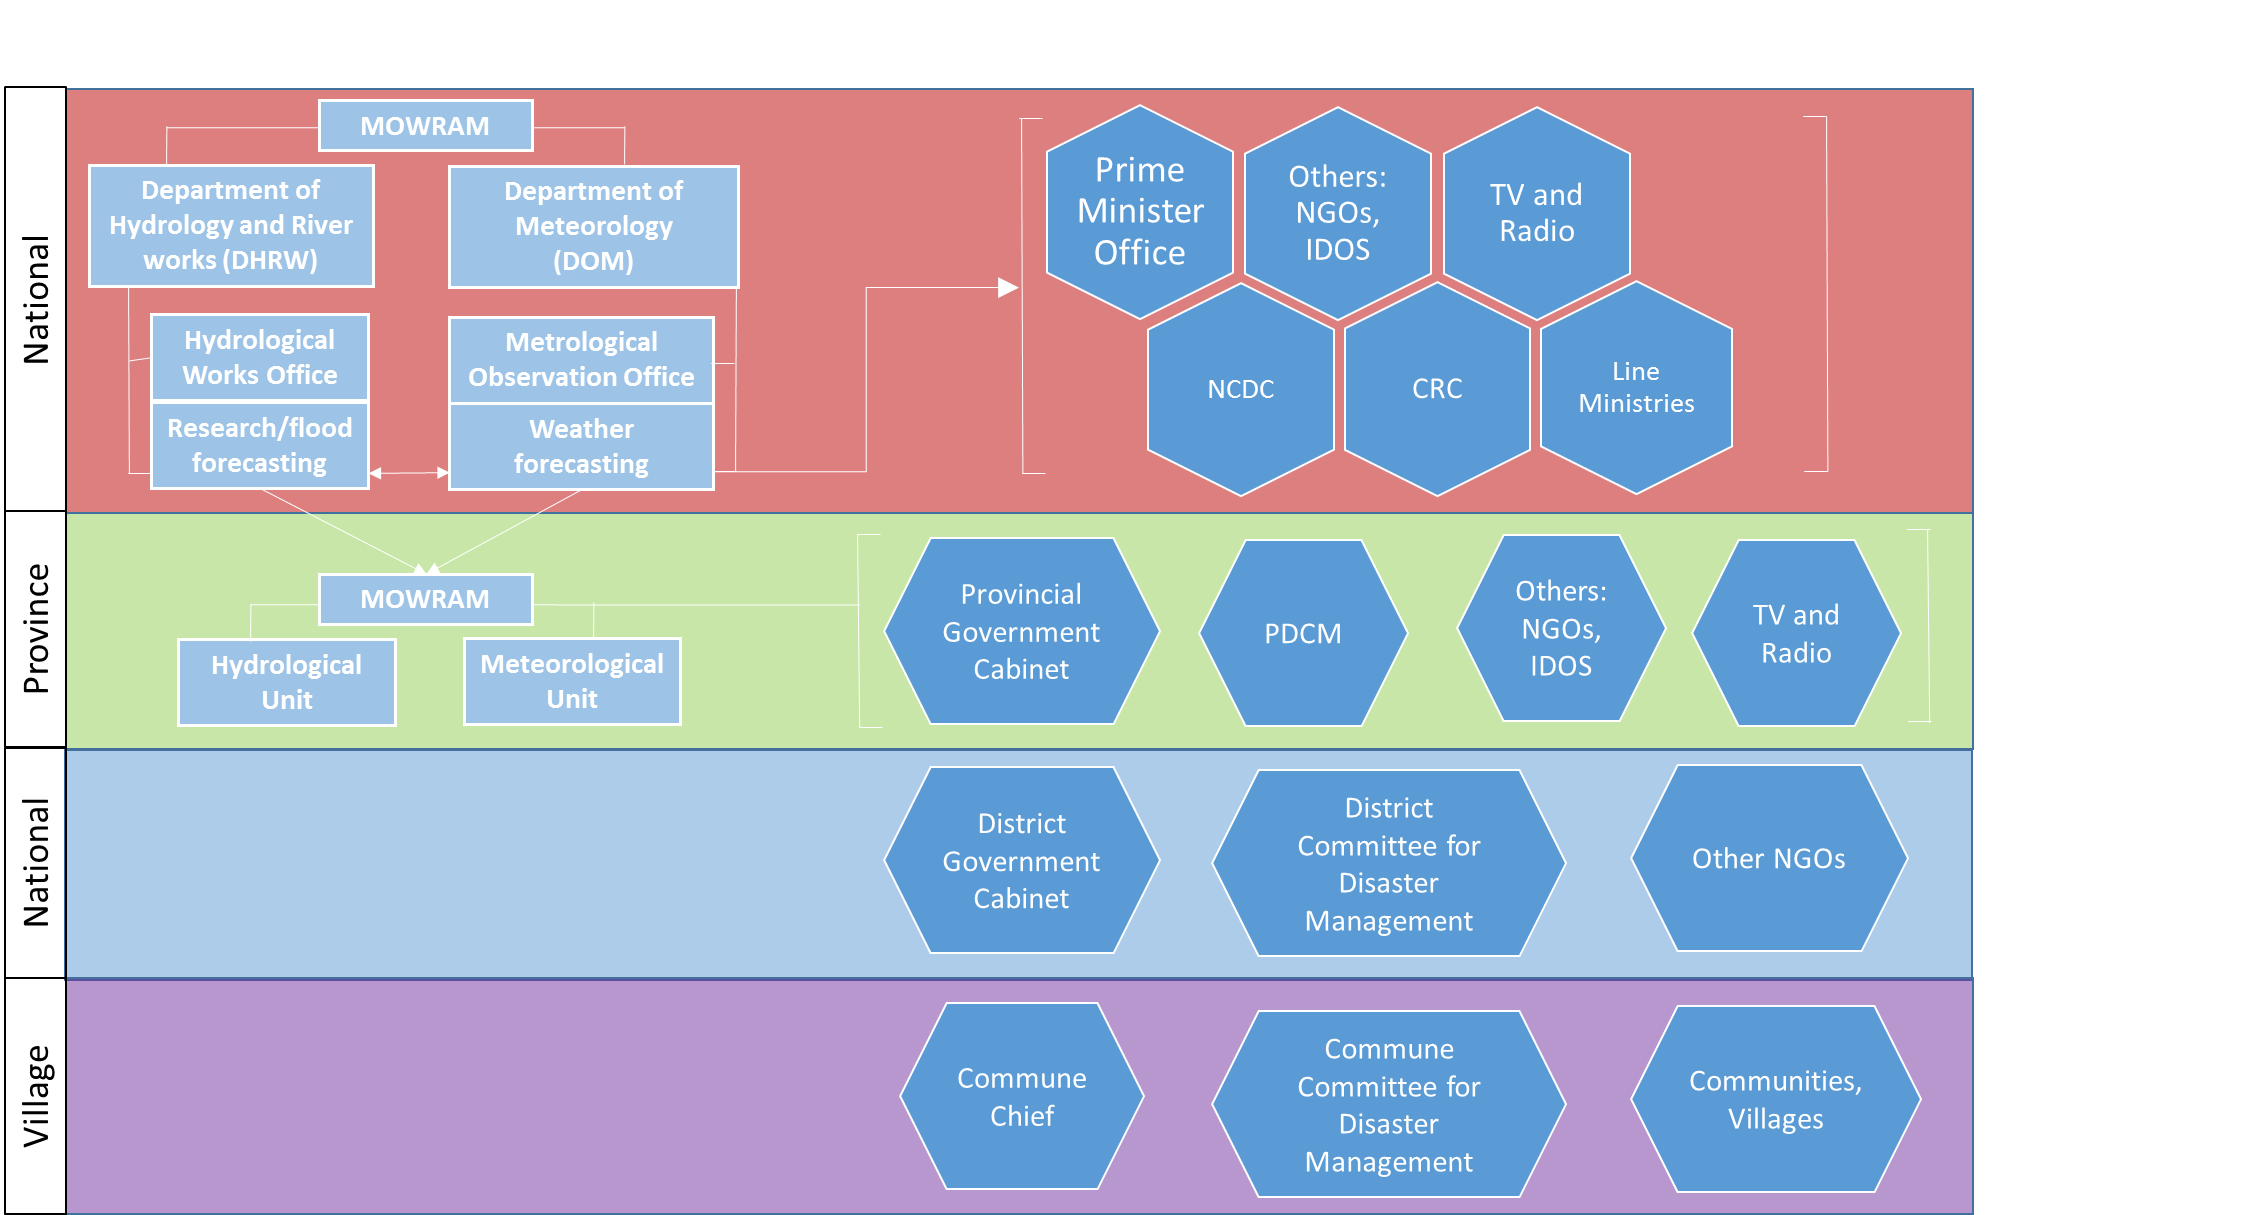 National
MOWRAM
Department of
Hydrology and River
works (DHRW)
Department of
Meteorology
(DOM)
Hydrological
Works Office
Research/flood
forecasting
Metrological
Observation Office
Weather
forecasting
Prime
Minister
Office
Others:
NGOs,
IDOS
TV and
Radio
NCDC
CRC
Line
Ministries
Province
MOWRAM
Hydrological
Unit
Meteorological
Unit
Provincial
Government
Cabinet
PDCM
Others:
NGOs,
IDOS
TV and
Radio
National
District
Government
Cabinet
District
Committee for
Disaster
Management
Other NGOs
Village
Commune
Chief
Commune
Committee for
Disaster
Management
Communities,
Villages